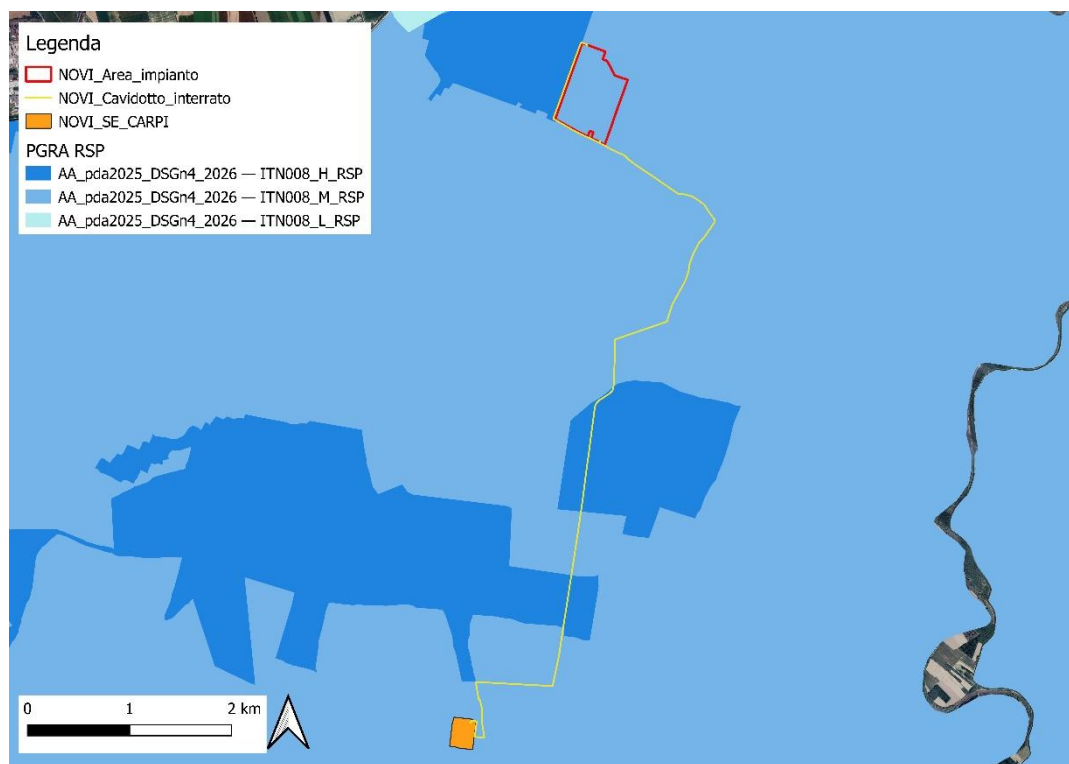 Legenda
NOVI_Area_impianto
NOVI_Cavidotto_interrato
NOVI_SE_CARPI
PGRA RSP
AA_pda2025_DSGn4_2026 — ITN008_H_RSP
AA_pda2025_DSGn4_2026 — ITN008_M_RSP
AA_pda2025_DSGn4_2026 — ITN008_L_RSP
0 1 2 km